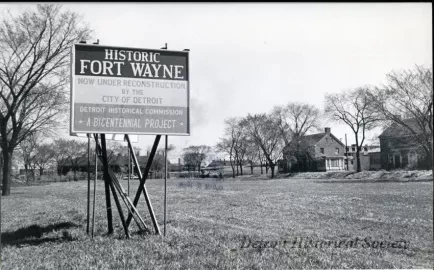 HISTORIC
FORT WAYNE
NOW UNDER RECONSTRUCTION
BY THE
CITY OF DETROIT
DETROIT HISTORICAL COMMISSION
A BICENTENNIAL PROJECT
Detroit Historical Society